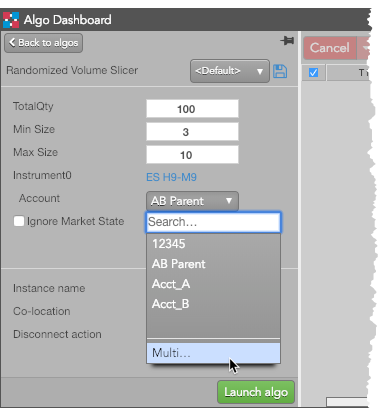 Algo Dashboard
Back to algos
Cancel
Randomized Volume Slicer <Default>
TotalQty 100
Min Size 3
Max Size 10
Instrument0 ES H9-M9
Account AB Parent
Ignore Market State
Search...
12345
AB Parent
Acct_A
Acct_B
Instance name
Co-location
Disconnect action
Multi...
Launch algo